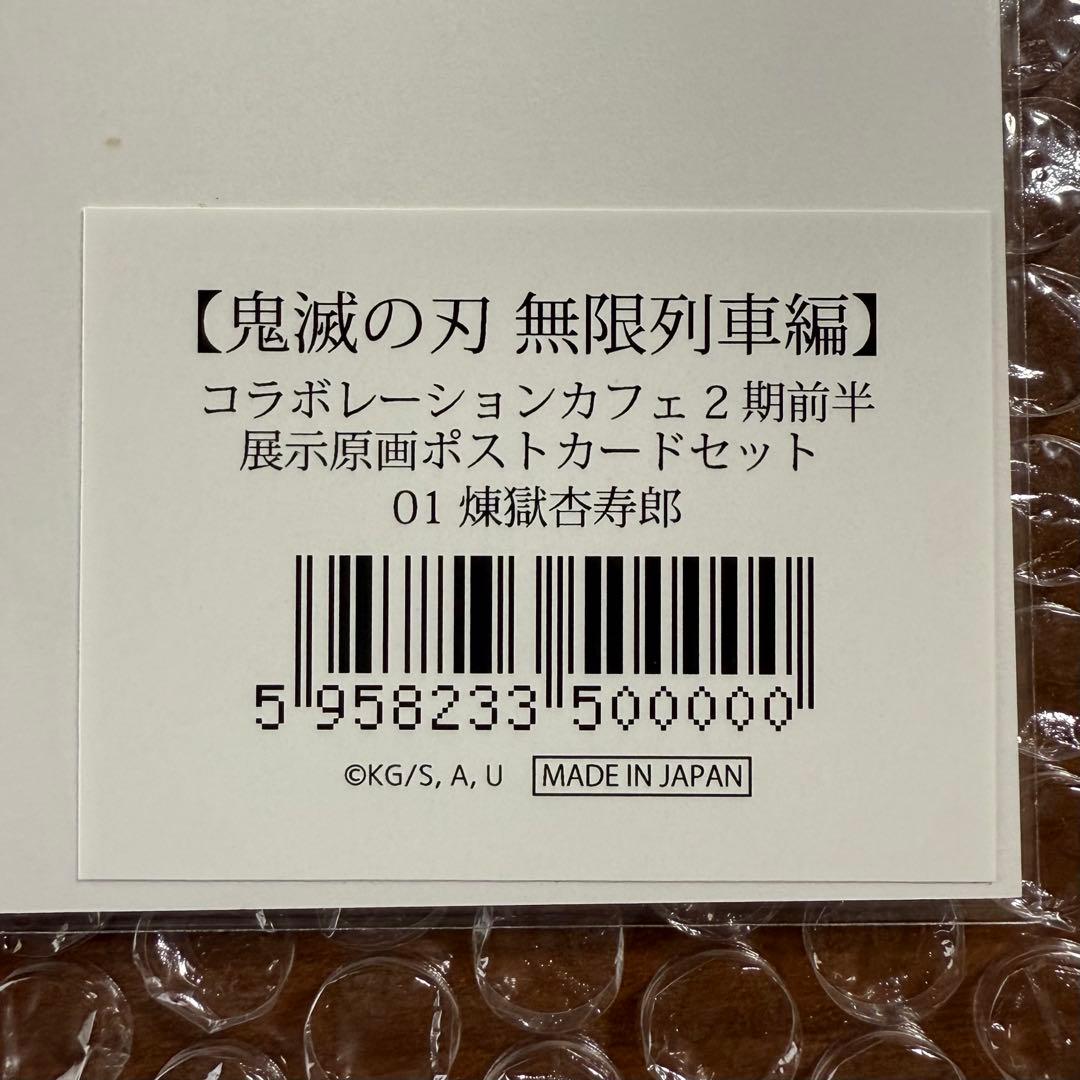 【鬼滅の刃 無限列車編】
コラボレーションカフェ2期前半
展示原画ポストカードセット
01 煉獄杏寿郎
5 958233 500000
©KG/S, A, U MADE IN JAPAN